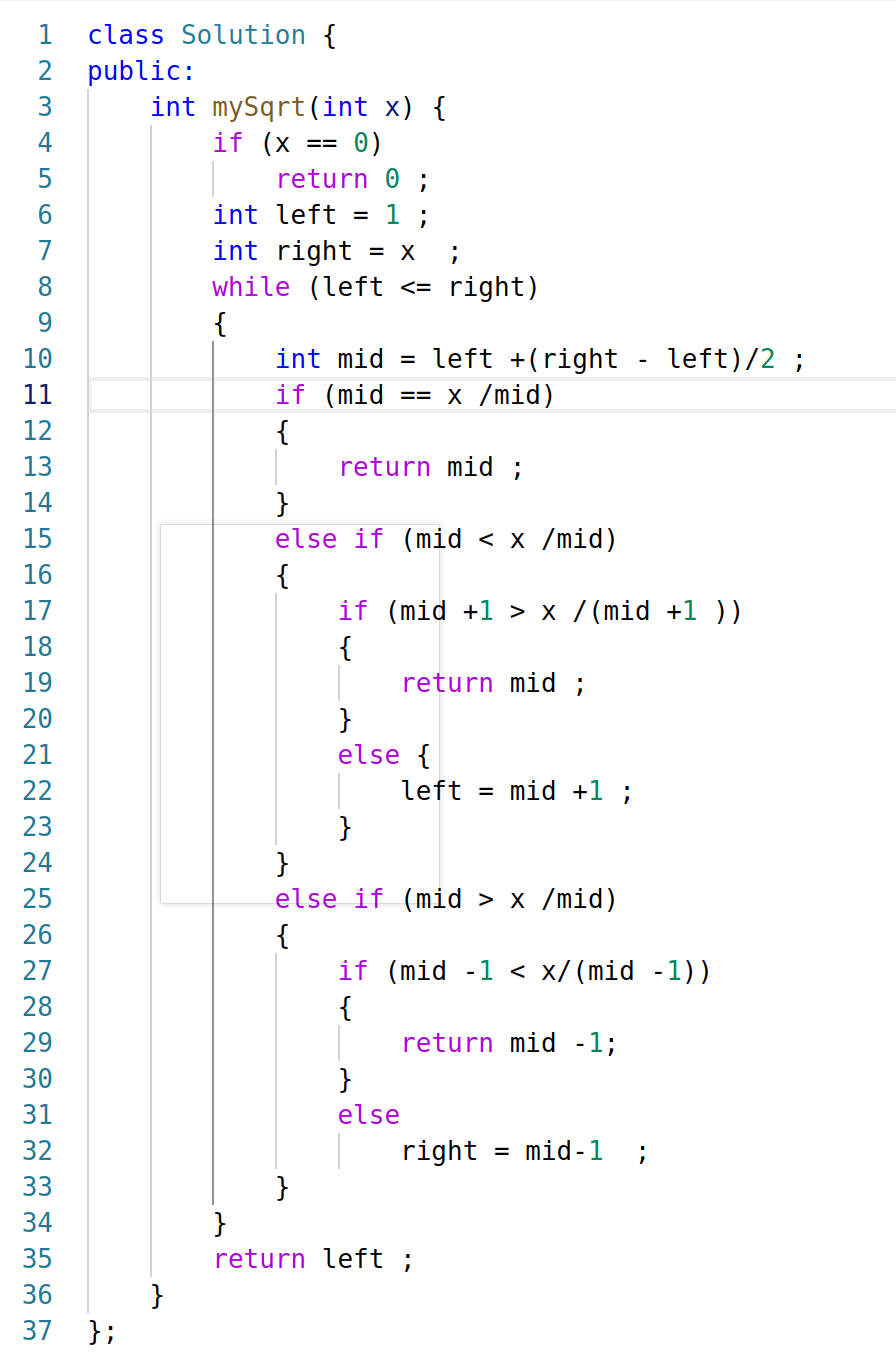 1 class Solution {
2 public:
3     int mySqrt(int x) {
4         if (x == 0)
5             return 0 ;
6         int left = 1 ;
7         int right = x  ;
8         while (left <= right)
9         {
10             int mid = left +(right - left)/2 ;
11             if (mid == x /mid)
12             {
13                 return mid ;
14             }
15             else if (mid < x /mid)
16             {
17                 if (mid +1 > x /(mid +1 ))
18                 {
19                     return mid ;
20                 }
21                 else {
22                     left = mid +1 ;
23                 }
24             }
25             else if (mid > x /mid)
26             {
27                 if (mid -1 < x/(mid -1))
28                 {
29                     return mid -1;
30                 }
31                 else
32                     right = mid-1  ;
33             }
34         }
35         return left ;
36     }
37 };